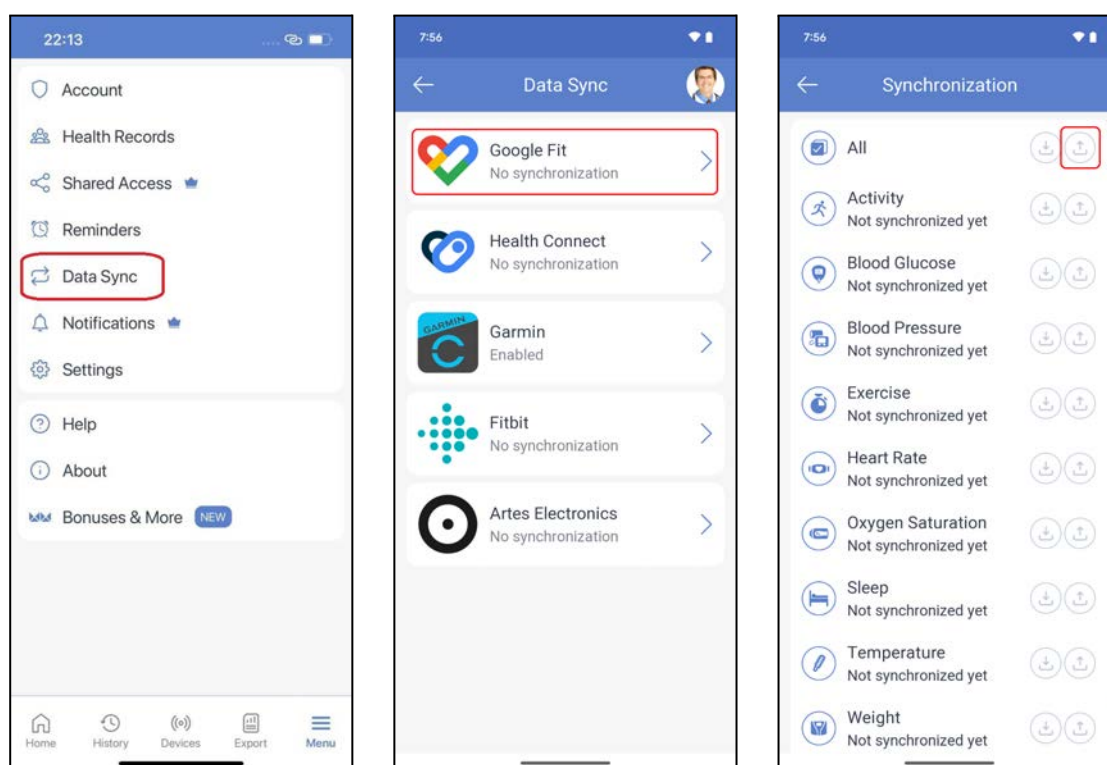 22:13
Account
Health Records
Shared Access
Reminders
Data Sync
Notifications
Settings
Help
About
Bonuses & More NEW
Home History Devices Export Menu
7:56
Data Sync
Google Fit
No synchronization
Health Connect
No synchronization
GARMIN
Garmin
Enabled
Fitbit
No synchronization
Artes Electronics
No synchronization
7:56
Synchronization
All
Activity
Not synchronized yet
Blood Glucose
Not synchronized yet
Blood Pressure
Not synchronized yet
Exercise
Not synchronized yet
Heart Rate
Not synchronized yet
Oxygen Saturation
Not synchronized yet
Sleep
Not synchronized yet
Temperature
Not synchronized yet
Weight
Not synchronized yet